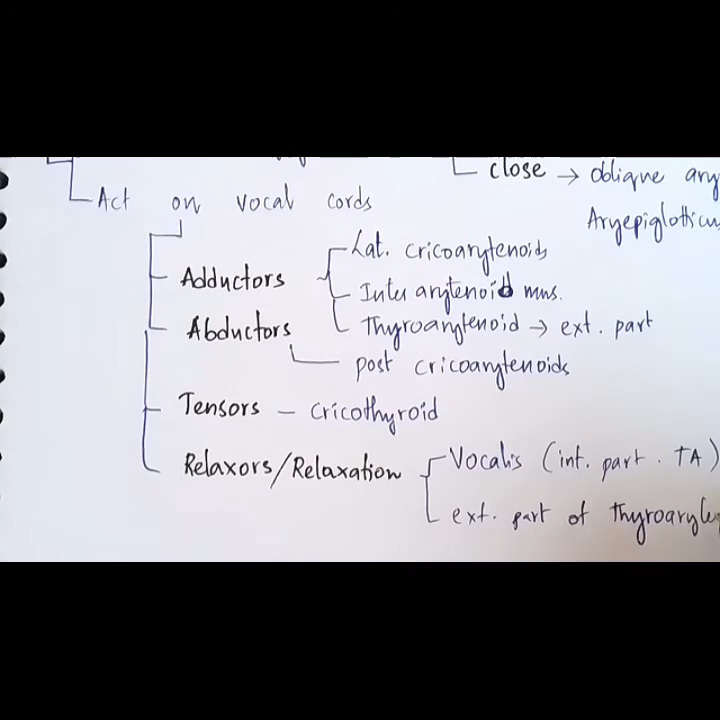 close → oblique ary
Act on vocal cords
Aryepiglotticus
Adductors
Lat. cricoarytenoids
Inter arytenoid mus.
Thyroarytenoid → ext. part
Abductors
post cricoarytenoids
Tensors – cricothyroid
Relaxors/Relaxation
Vocalis (int. part. TA)
ext. part of Thyroaryte